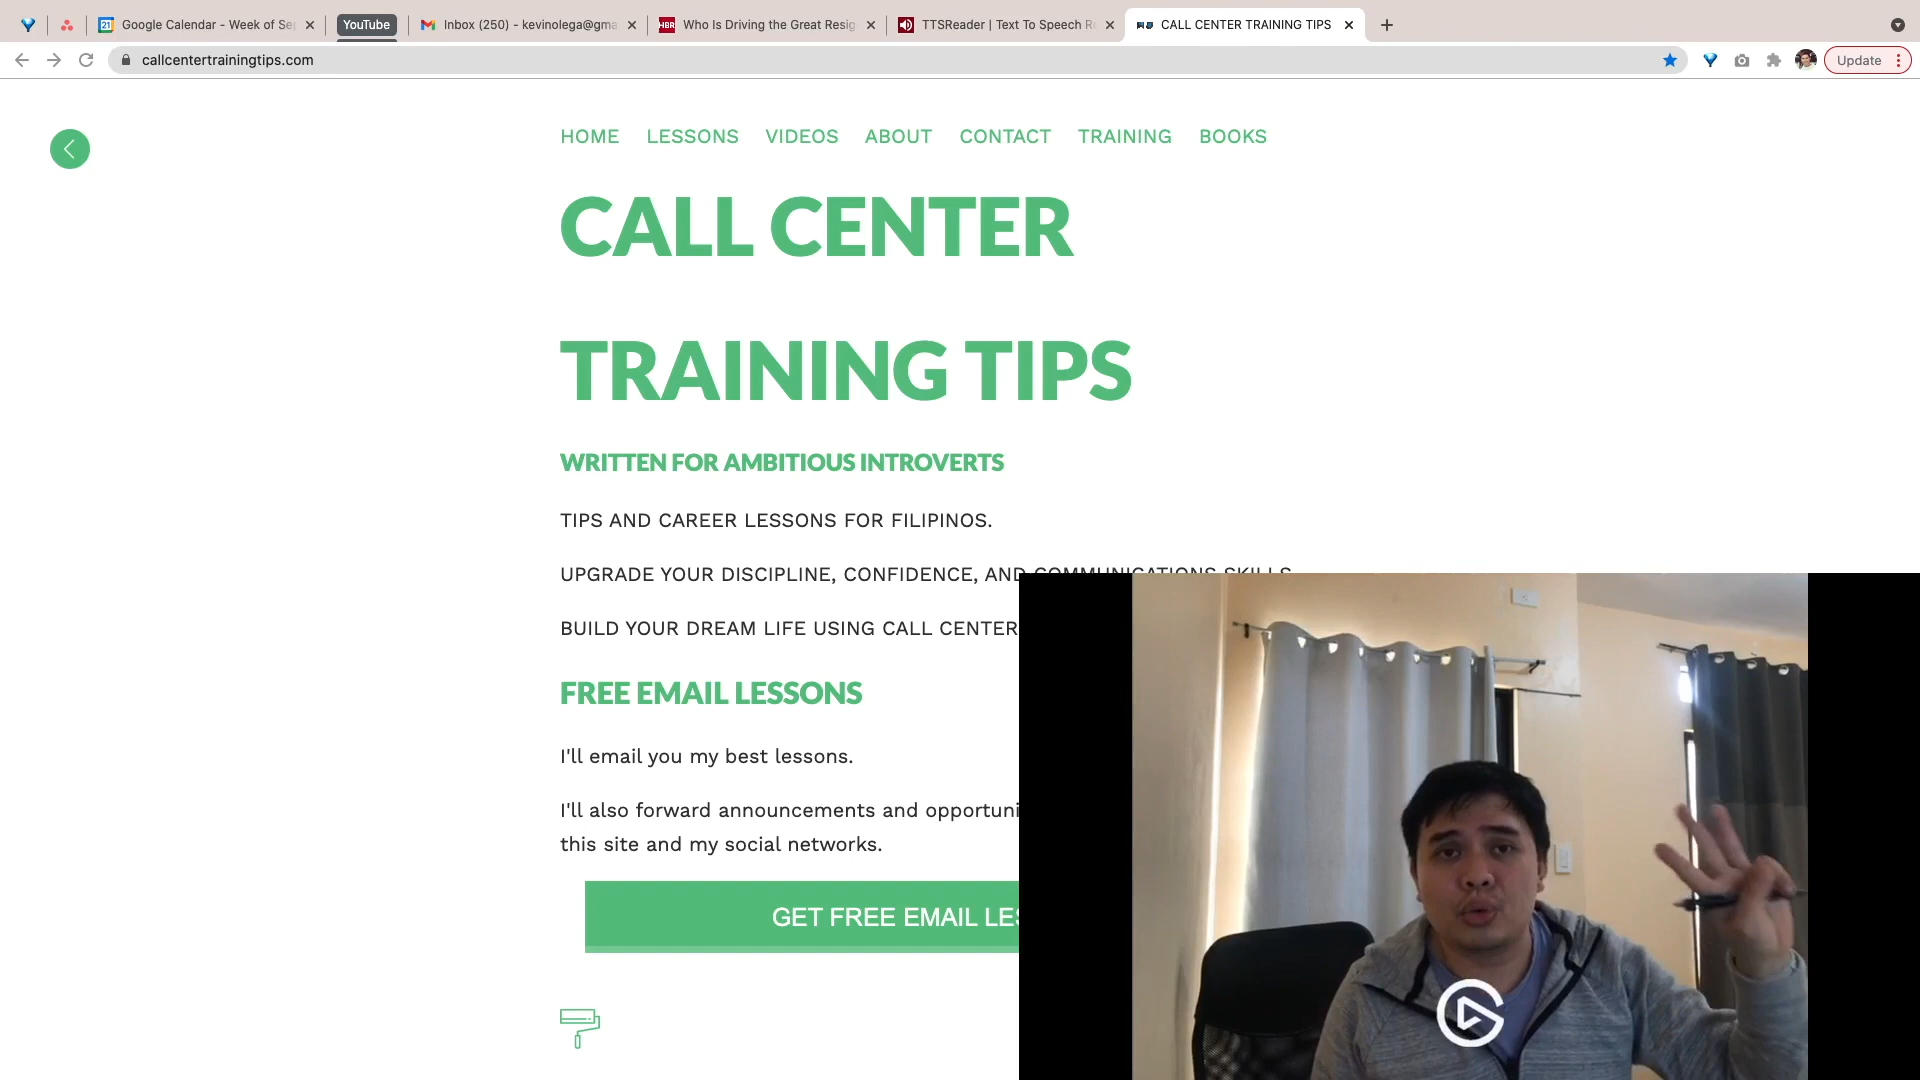 Google Calendar - Week of Se
YouTube
Inbox (250) - kevinolega@gma
HBR
Who Is Driving the Great Resig
TTSReader | Text To Speech R
CALL CENTER TRAINING TIPS
callcentertrainingtips.com
Update
HOME LESSONS VIDEOS ABOUT CONTACT TRAINING BOOKS
CALL CENTER
TRAINING TIPS
WRITTEN FOR AMBITIOUS INTROVERTS
TIPS AND CAREER LESSONS FOR FILIPINOS.
UPGRADE YOUR DISCIPLINE, CONFIDENCE, AND COMMUNICATIONS SKILLS
BUILD YOUR DREAM LIFE USING CALL CENTER
FREE EMAIL LESSONS
I'll email you my best lessons.
I'll also forward announcements and opportuni
this site and my social networks.
GET FREE EMAIL LES